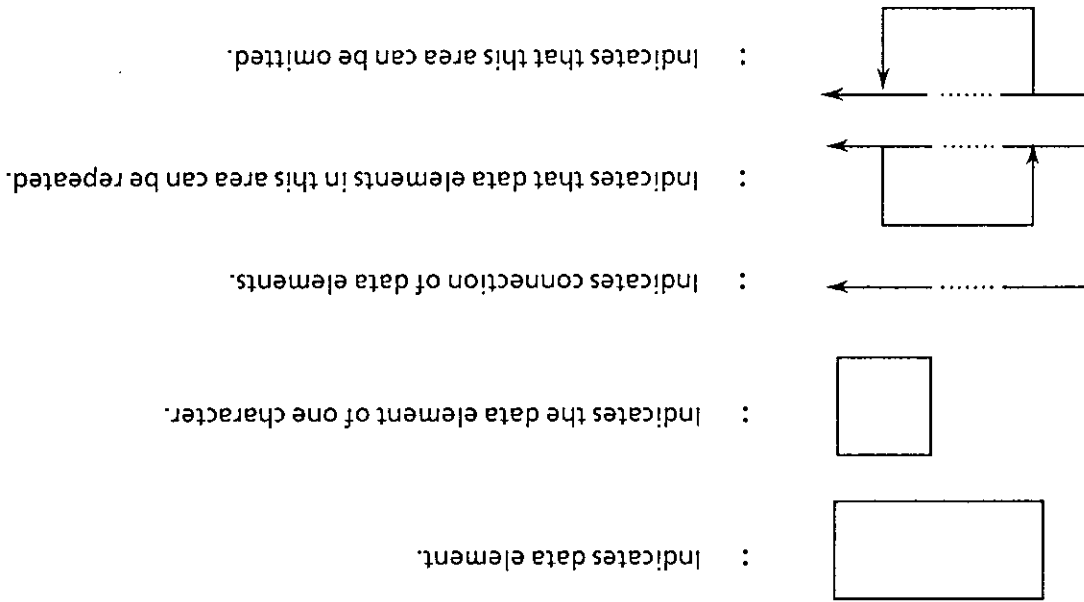 : Indicates data element.
: Indicates the data element of one character.
: Indicates connection of data elements.
: Indicates that data elements in this area can be repeated.
: Indicates that this area can be omitted.